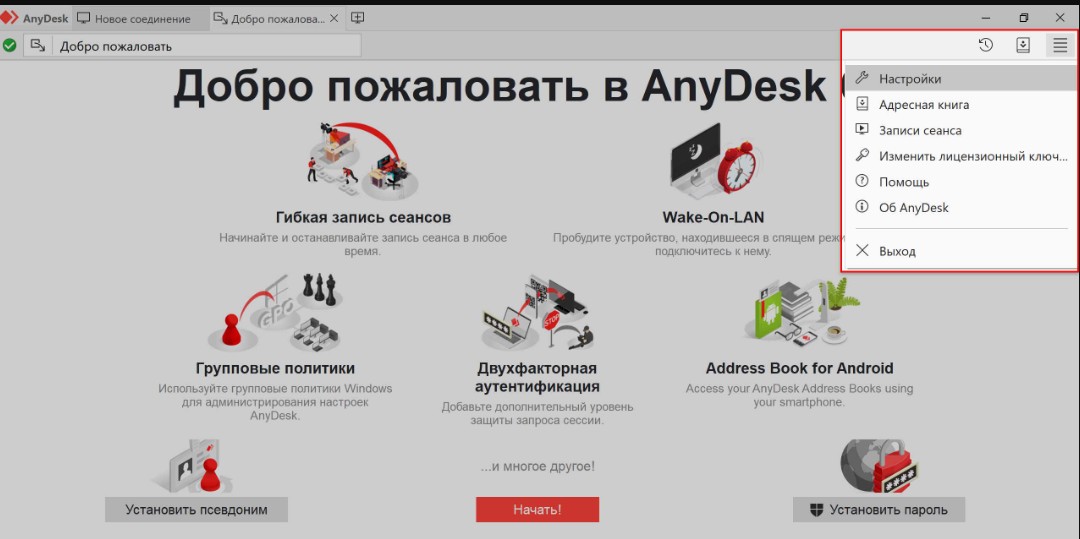 AnyDesk
Новое соединение
Добро пожалова...
Добро пожаловать
Добро пожаловать в AnyDesk
Настройки
Адресная книга
Записи сеанса
Изменить лицензионный ключ...
Помощь
Об AnyDesk
Выход
Гибкая запись сеансов
Начинайте и останавливайте запись сеанса в любое
время.
Wake-On-LAN
Пробудите устройство, находившееся в спящем
подключитесь к нему.
GPO
STOP
Групповые политики
Используйте групповые политики Windows
для администрирования настроек
AnyDesk.
Двухфакторная
аутентификация
Добавьте дополнительный уровень
защиты запроса сессии.
Address Book for Android
Access your AnyDesk Address Books using
your smartphone.
...и многое другое!
Установить псевдоним
Начать!
Установить пароль